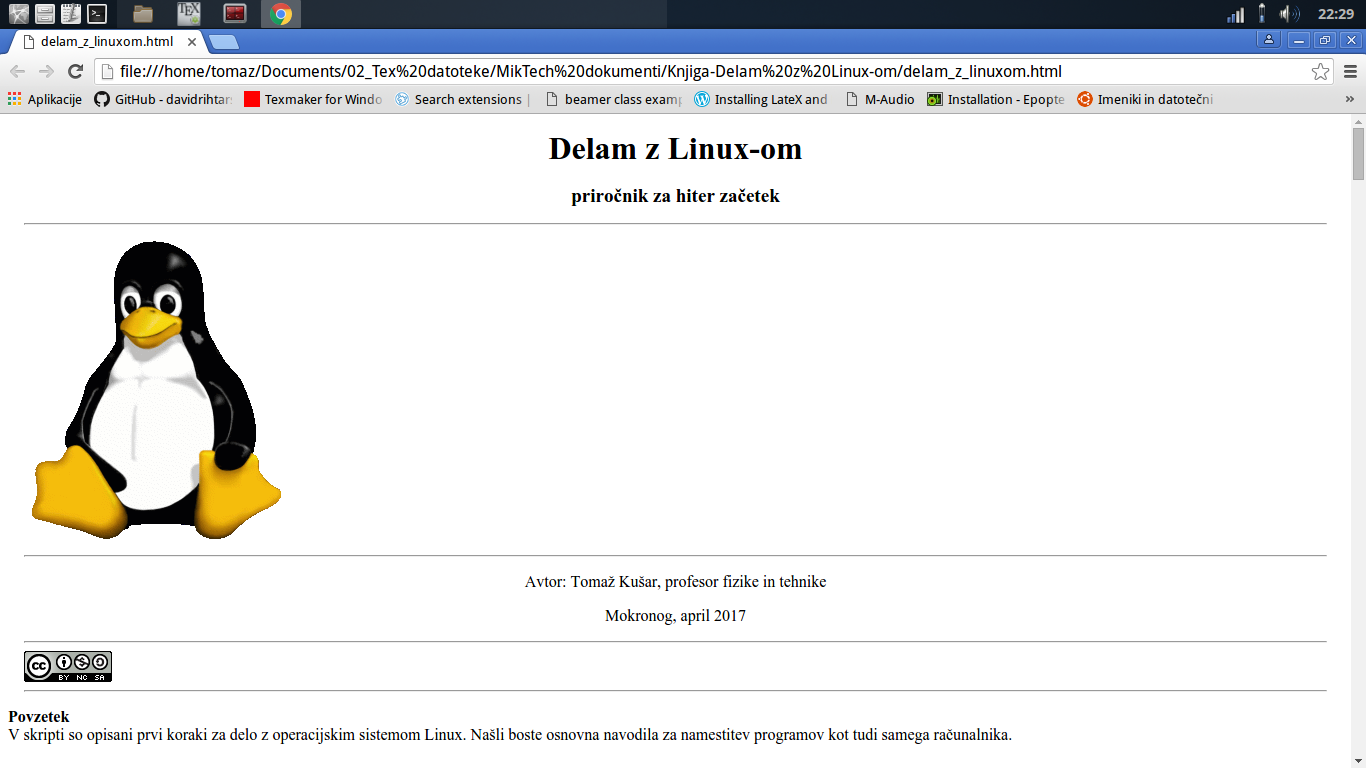 22:29
delam_z_linuxom.html
file:///home/tomaz/Documents/02_Tex%20datoteke/MikTech%20dokumenti/Knjiga-Delam%20z%20Linux-om/delam_z_linuxom.html
Aplikacije GitHub - davidrihtar Texmaker for Windo Search extensions | beamer class examp Installing LateX and M-Audio Installation - Epopte Imeniki in datotečni »
Delam z Linux-om
priročnik za hiter začetek
Avtor: Tomaž Kušar, profesor fizike in tehnike
Mokronog, april 2017
cc BY NC SA
Povzetek
V skripti so opisani prvi koraki za delo z operacijskim sistemom Linux. Našli boste osnovna navodila za namestitev programov kot tudi samega računalnika.